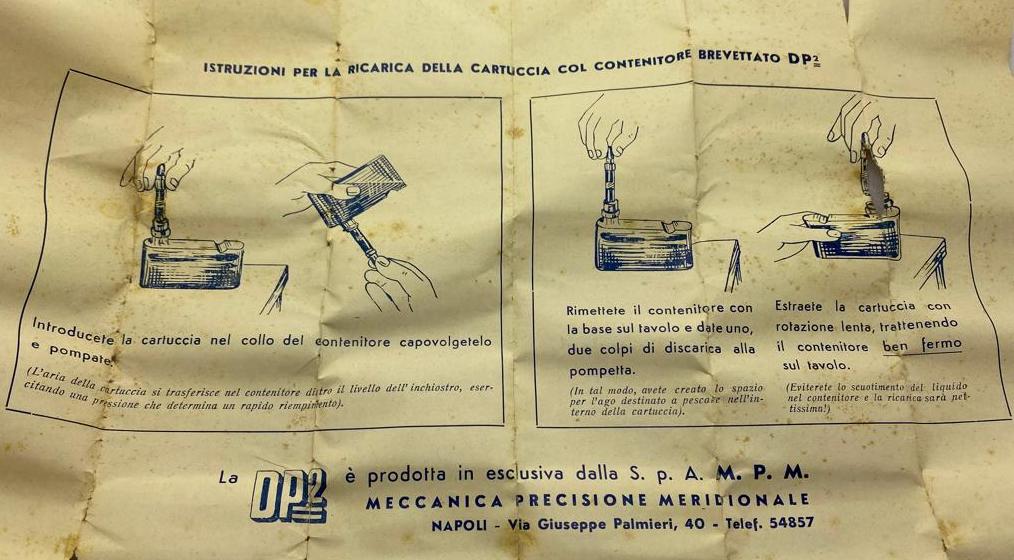 ISTRUZIONI PER LA RICARICA DELLA CARTUCCIA COL CONTENITORE BREVETTATO DP2
Introducete la cartuccia nel collo del contenitore capovolgetelo
e pompate.
(L'aria della cartuccia si trasferisce nel contenitore dietro il livello dell'inchiostro, eser-
citando una pressione che determina un rapido riempimento).
Rimettete il contenitore con
la base sul tavolo e date uno,
due colpi di discarica alla
pompetta.
(In tal modo, avete creato lo spazio
per l'ago destinato a pescare nell'in-
terno della cartuccia).
Estraete la cartuccia con
rotazione lenta, trattenendo
il contenitore ben fermo
sul tavolo.
(Eviterete lo scuotimento del liquido
nel contenitore e la ricarica sarà net-
tissima!)
La DP2 è prodotta in esclusiva dalla S. p A. M. P. M.
MECCANICA PRECISIONE MERIDIONALE
NAPOLI - Via Giuseppe Palmieri, 40 - Telef. 54857